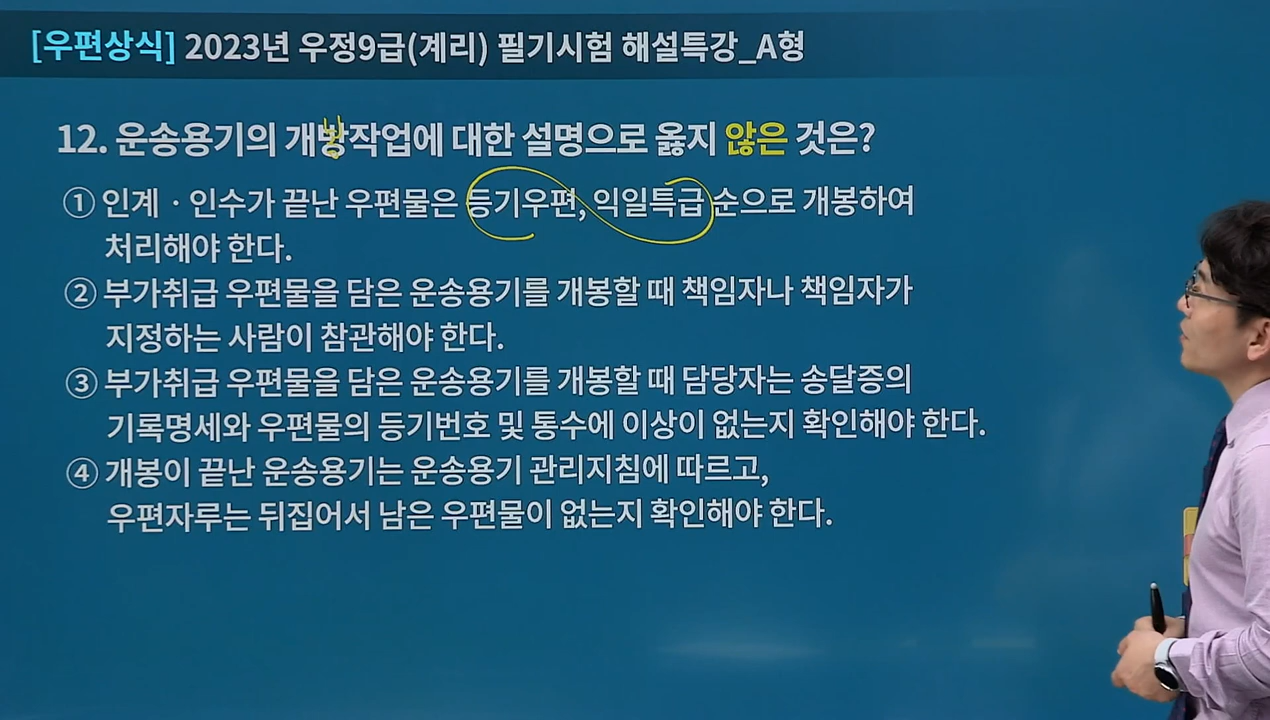 [우편상식] 2023년 우정9급(계리) 필기시험 해설특강_A형
12. 운송용기의 개방작업에 대한 설명으로 옳지 않은 것은?
① 인계 · 인수가 끝난 우편물은 등기우편, 익일특급 순으로 개봉하여
처리해야 한다.
② 부가취급 우편물을 담은 운송용기를 개봉할 때 책임자나 책임자가
지정하는 사람이 참관해야 한다.
③ 부가취급 우편물을 담은 운송용기를 개봉할 때 담당자는 송달증의
기록명세와 우편물의 등기번호 및 통수에 이상이 없는지 확인해야 한다.
④ 개봉이 끝난 운송용기는 운송용기 관리지침에 따르고,
우편자루는 뒤집어서 남은 우편물이 없는지 확인해야 한다.